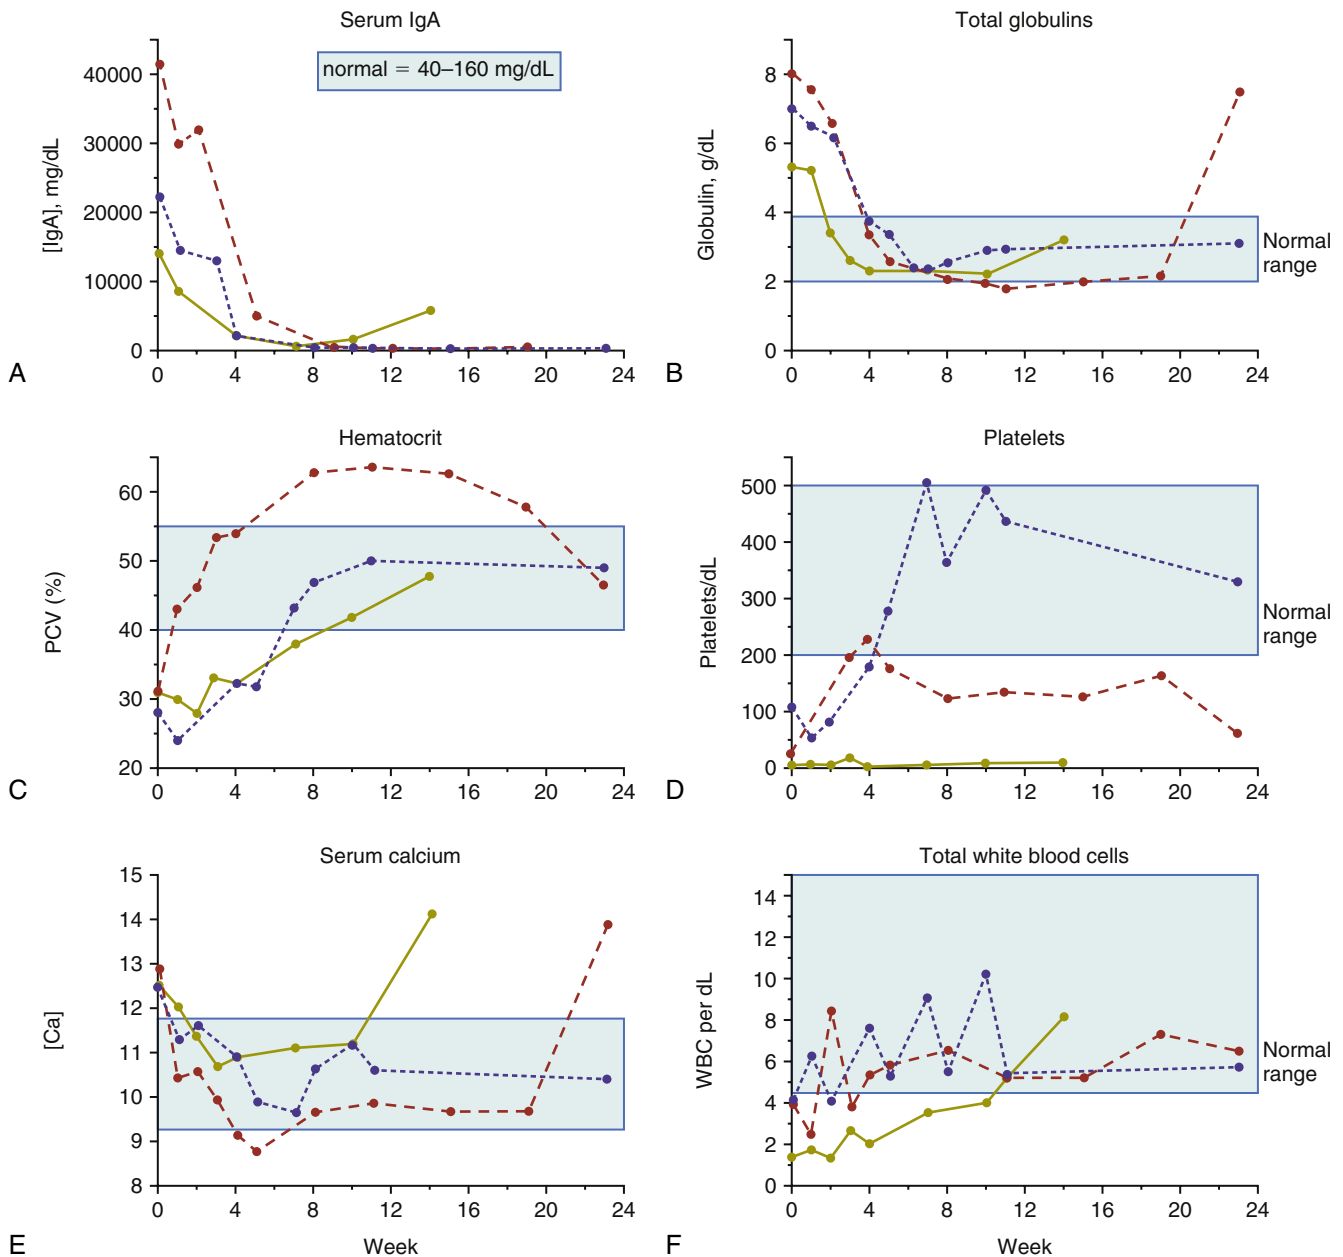 Serum IgA
normal = 40–160 mg/dL
[IgA], mg/dL
40000
30000
20000
10000
0
0 4 8 12 16 20 24
A
Total globulins
Globulin, g/dL
8
6
4
2
0
0 4 8 12 16 20 24
Normal
range
B
Hematocrit
PCV (%)
60
50
40
30
20
0 4 8 12 16 20 24
C
Platelets
Platelets/dL
500
400
300
200
100
0
0 4 8 12 16 20 24
Normal
range
D
Serum calcium
[Ca]
15
14
13
12
11
10
9
8
0 4 8 12 16 20 24
Week
E
Total white blood cells
WBC per dL
14
12
10
8
6
4
2
0
0 4 8 12 16 20 24
Normal
range
Week
F